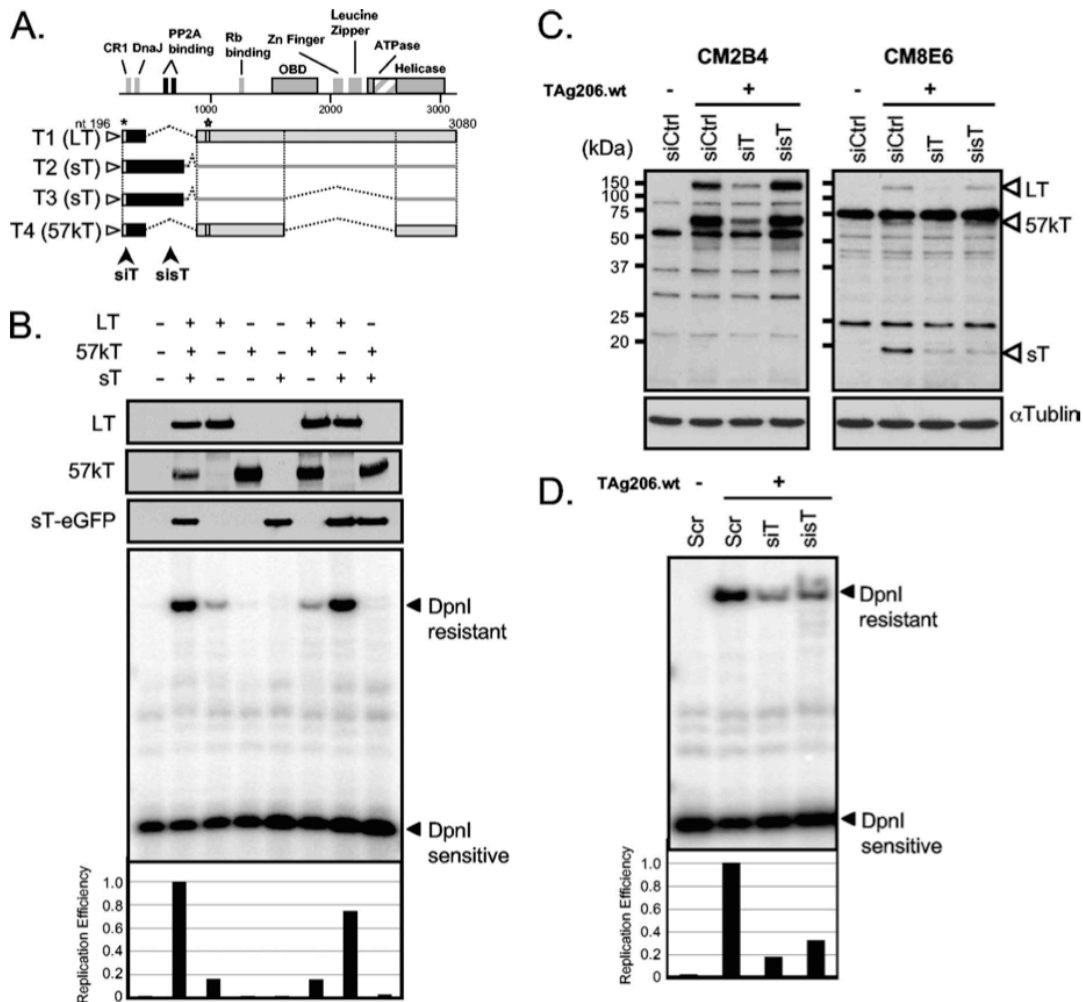 A.
CR1 DnaJ
PP2A
binding
Rb
binding
Zn Finger
Leucine
Zipper
OBD
ATPase
Helicase
1000
2000
3000
nt 196
*
3080
T1 (LT)
T2 (sT)
T3 (sT)
T4 (57kT)
siT
sisT
B.
LT - + + - - + + -
57kT - + - + - + - +
sT - + - - + - + +
LT
57kT
sT-eGFP
DpnI
resistant
DpnI
sensitive
Replication Efficiency
1.0
0.8
0.6
0.4
0.2
0
C.
CM2B4
CM8E6
TAg206.wt - + - +
(kDa)
siCtrl
siCtrl
siT
sisT
siCtrl
siCtrl
siT
sisT
150
100
75
50
37
25
20
LT
57kT
sT
αTublin
D.
TAg206.wt - +
Scr
Scr
siT
sisT
DpnI
resistant
DpnI
sensitive
Replication Efficiency
1.0
0.8
0.6
0.4
0.2
0